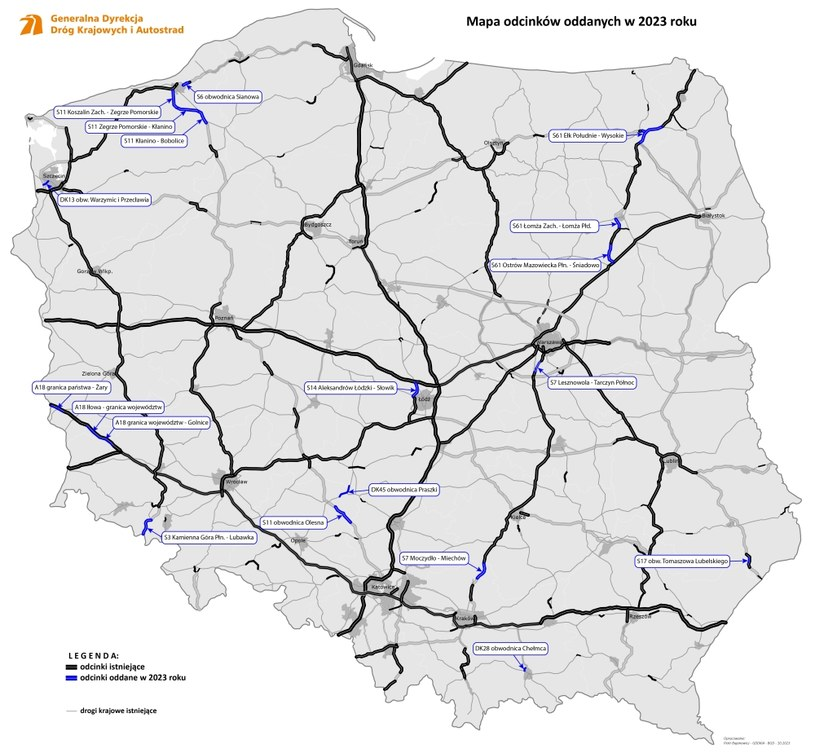 Generalna Dyrekcja
Dróg Krajowych i Autostrad
Mapa odcinków oddanych w 2023 roku
Gdańsk
S6 obwodnica Sianowa
S11 Koszalin Zach. - Zegrze Pomorskie
S11 Zegrze Pomorskie - Kłanino
S11 Kłanino - Bobolice
S61 Ełk Południe - Wysokie
Olsztyn
Szczecin
DK13 obw. Warzymic i Przecławia
S61 Łomża Zach. - Łomża Płd.
Białystok
Bydgoszcz
Toruń
S61 Ostrów Mazowiecka Płn. - Śniadowo
Gorzów Wlkp.
Poznań
Warszawa
Zielona Góra
S7 Lesznowola - Tarczyn Północ
A18 granica państwa - Żary
S14 Aleksandrów Łódzki - Słowik
Łódź
A18 Iłowa - granica województw
A18 granica województw - Golnice
Lublin
Wrocław
DK45 obwodnica Praszki
S11 obwodnica Olesna
Kielce
S3 Kamienna Góra Płn. - Lubawka
Opole
S7 Moczydło - Miechów
S17 obw. Tomaszowa Lubelskiego
Katowice
Kraków
Rzeszów
DK28 obwodnica Chełmca
LEGENDA:
odcinki istniejące
odcinki oddane w 2023 roku
drogi krajowe istniejące